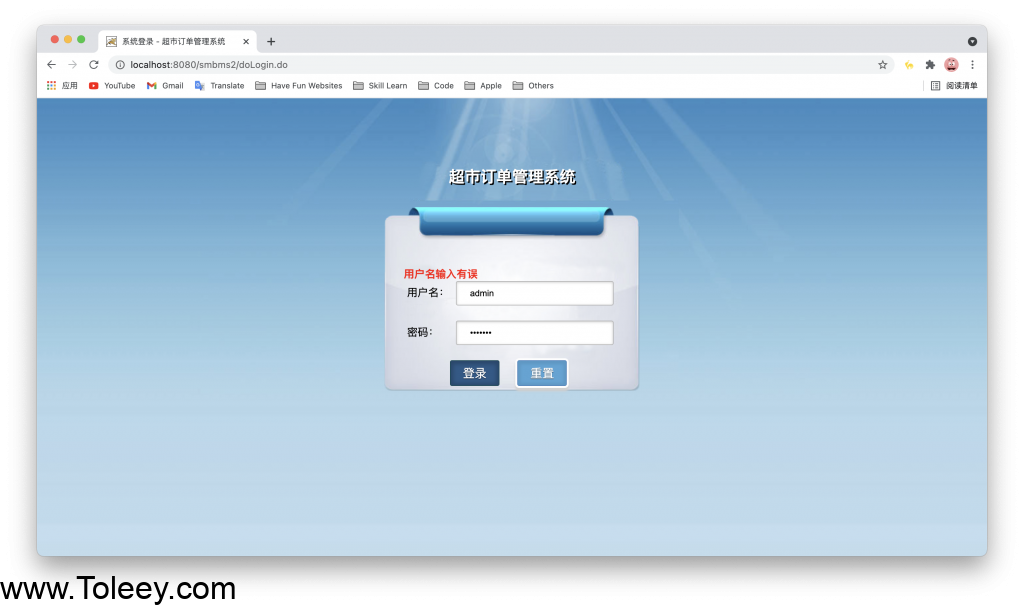 系统登录 - 超市订单管理系统
localhost:8080/smbms2/doLogin.do
应用 YouTube Gmail Translate Have Fun Websites Skill Learn Code Apple Others 阅读清单
超市订单管理系统
用户名输入有误
用户名： admin
密码： •••••••
登录 重置
www.Toleey.com